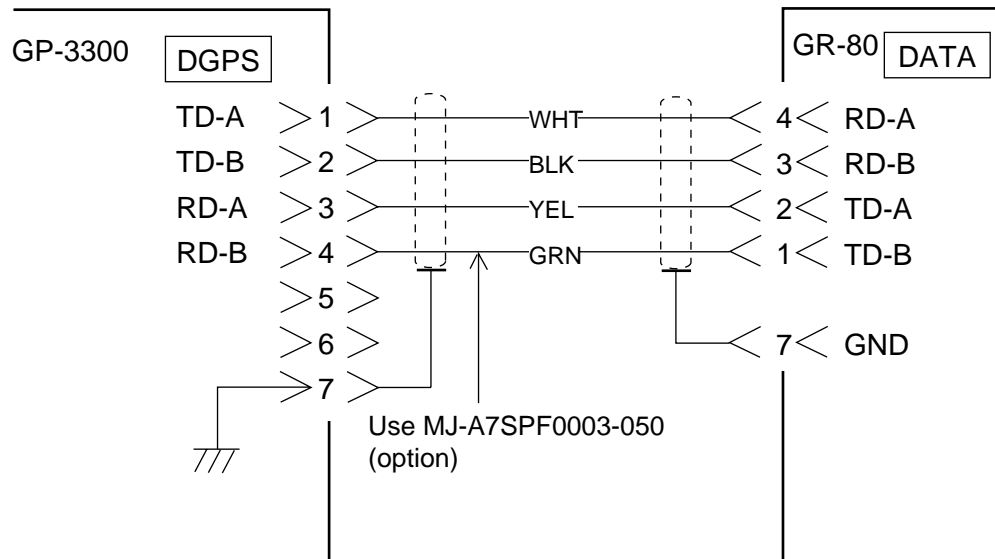 GP-3300 DGPS GR-80 DATA
TD-A 1 WHT 4 RD-A
TD-B 2 BLK 3 RD-B
RD-A 3 YEL 2 TD-A
RD-B 4 GRN 1 TD-B
5
6 7 GND
7
Use MJ-A7SPF0003-050
(option)